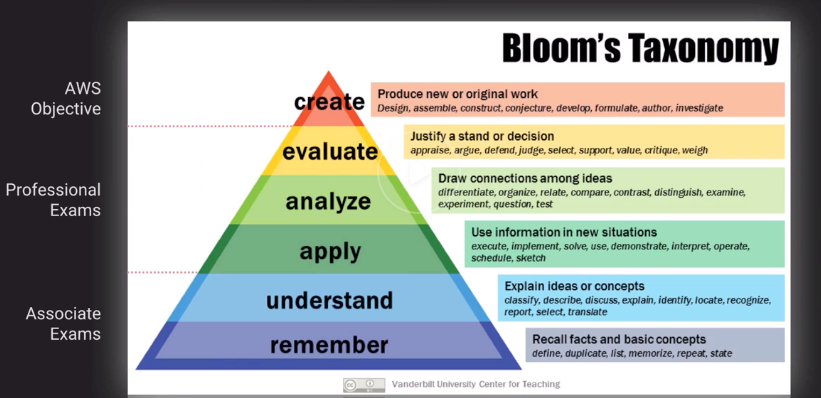 Bloom's Taxonomy
AWS
Objective
create
Produce new or original work
Design, assemble, construct, conjecture, develop, formulate, author, investigate
evaluate
Justify a stand or decision
appraise, argue, defend, judge, select, support, value, critique, weigh
Professional
Exams
analyze
Draw connections among ideas
differentiate, organize, relate, compare, contrast, distinguish, examine,
experiment, question, test
apply
Use information in new situations
execute, implement, solve, use, demonstrate, interpret, operate,
schedule, sketch
Associate
Exams
understand
Explain ideas or concepts
classify, describe, discuss, explain, identify, locate, recognize,
report, select, translate
remember
Recall facts and basic concepts
define, duplicate, list, memorize, repeat, state
cc
Vanderbilt University Center for Teaching